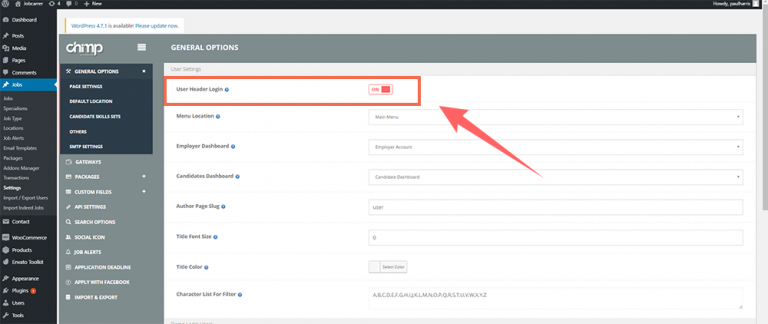 Jobcareer
4
0
+ New
Howdy, paulharris
Dashboard
WordPress 4.7.1 is available! Please update now.
Posts
Media
Pages
Comments
Jobs
Jobs
Specialisms
Job Type
Locations
Job Alerts
Email Templates
Packages
Addons Manager
Transactions
Settings
Import / Export Users
Import Indeed Jobs
Contact
WooCommerce
Products
Envato Toolkit
Appearance
Plugins 1
Users
Tools
chimp
GENERAL OPTIONS
PAGE SETTINGS
DEFAULT LOCATION
CANDIDATE SKILLS SETS
OTHERS
SMTP SETTINGS
GATEWAYS
PACKAGES +
CUSTOM FIELDS +
API SETTINGS
SEARCH OPTIONS
SOCIAL ICON
JOB ALERTS
APPLICATION DEADLINE
APPLY WITH FACEBOOK
IMPORT & EXPORT
GENERAL OPTIONS
User Settings
User Header Login ON
Menu Location Main Menu
Employer Dashboard Employer Account
Candidates Dashboard Candidate Dashboard
Author Page Slug user
Title Font Size 0
Title Color Select Color
Character List For Filter A,B,C,D,E,F,G,H,I,J,K,L,M,N,O,P,Q,R,S,T,U,V,W,X,Y,Z